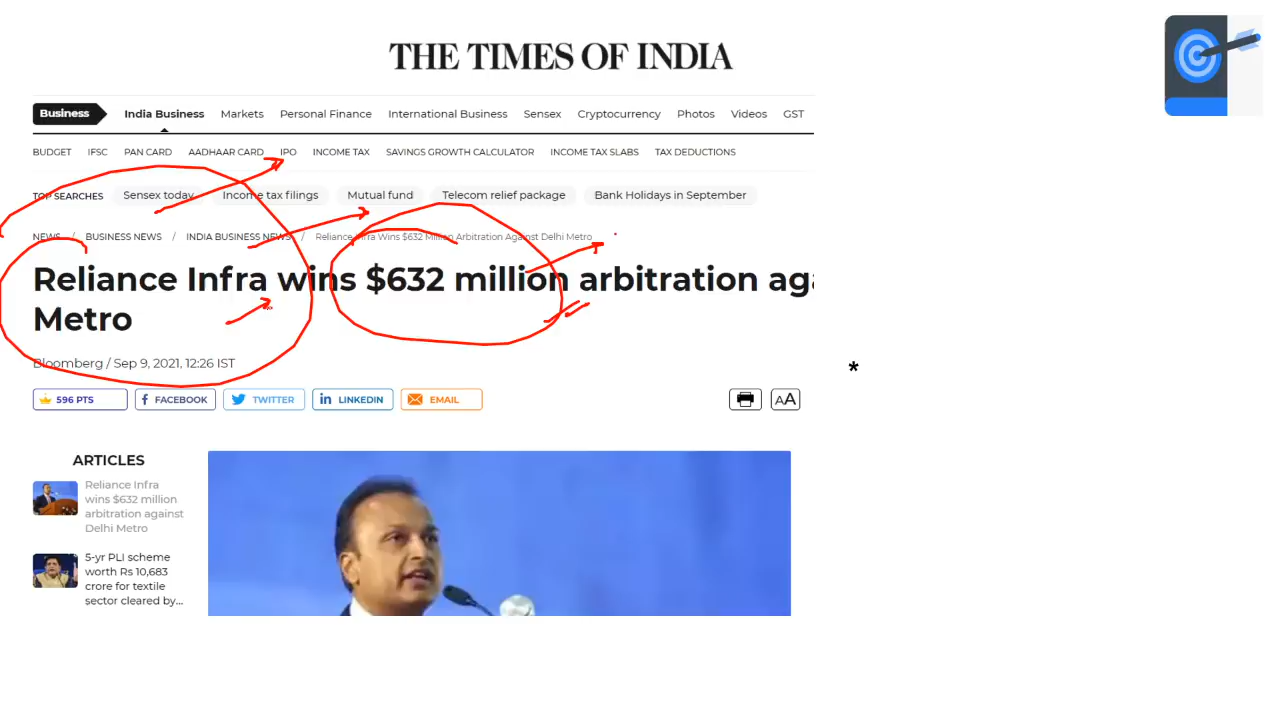 THE TIMES OF INDIA
Business India Business Markets Personal Finance International Business Sensex Cryptocurrency Photos Videos GST
BUDGET IFSC PAN CARD AADHAAR CARD IPO INCOME TAX SAVINGS GROWTH CALCULATOR INCOME TAX SLABS TAX DEDUCTIONS
TOP SEARCHES Sensex today Income tax filings Mutual fund Telecom relief package Bank Holidays in September
NEWS / BUSINESS NEWS / INDIA BUSINESS NEWS / Reliance Infra Wins $632 Million Arbitration Against Delhi Metro
Reliance Infra wins $632 million arbitration aga
Metro
Bloomberg / Sep 9, 2021, 12:26 IST
*
596 PTS FACEBOOK TWITTER in LINKEDIN EMAIL AA
ARTICLES
Reliance Infra
wins $632 million
arbitration against
Delhi Metro
5-yr PLI scheme
worth Rs 10,683
crore for textile
sector cleared by...